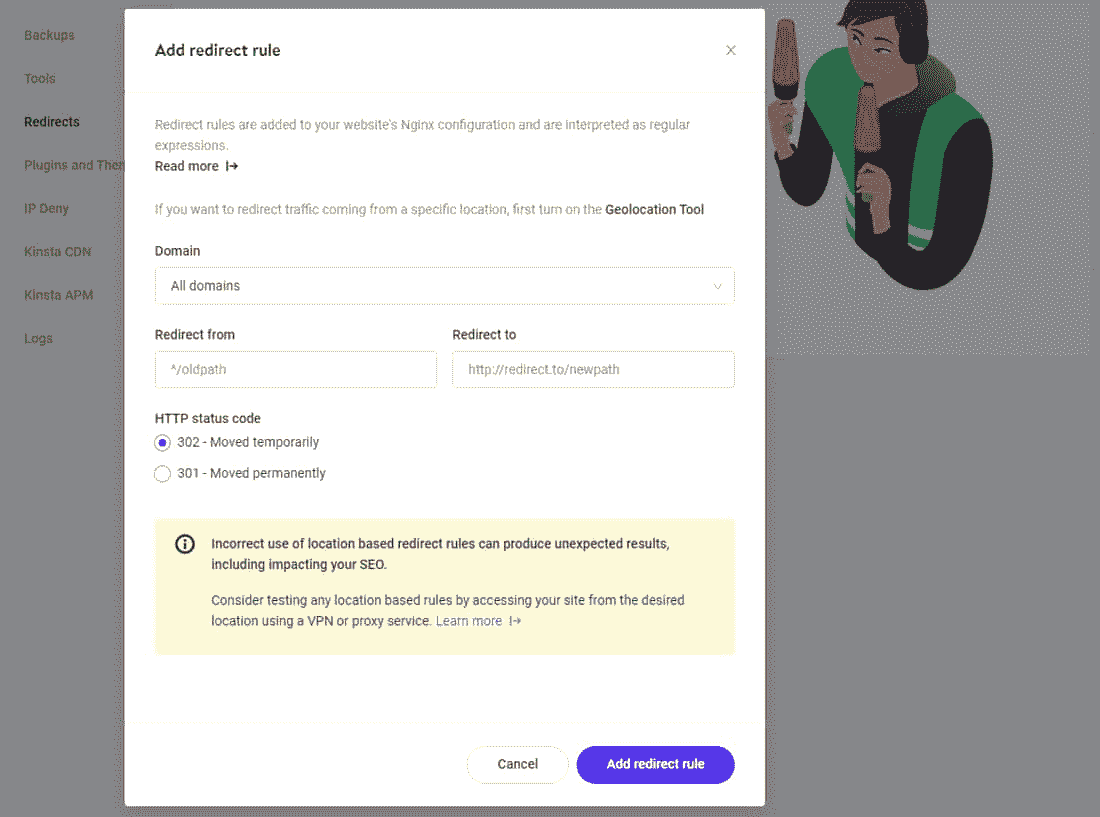 Backups
Tools
Redirects
Plugins and Ther
IP Deny
Kinsta CDN
Kinsta APM
Logs
Add redirect rule
Redirect rules are added to your website's Nginx configuration and are interpreted as regular
expressions.
Read more
If you want to redirect traffic coming from a specific location, first turn on the Geolocation Tool
Domain
All domains
Redirect from
Redirect to
^/oldpath
http://redirect.to/newpath
HTTP status code
302 - Moved temporarily
301 - Moved permanently
Incorrect use of location based redirect rules can produce unexpected results,
including impacting your SEO.
Consider testing any location based rules by accessing your site from the desired
location using a VPN or proxy service. Learn more
Cancel
Add redirect rule